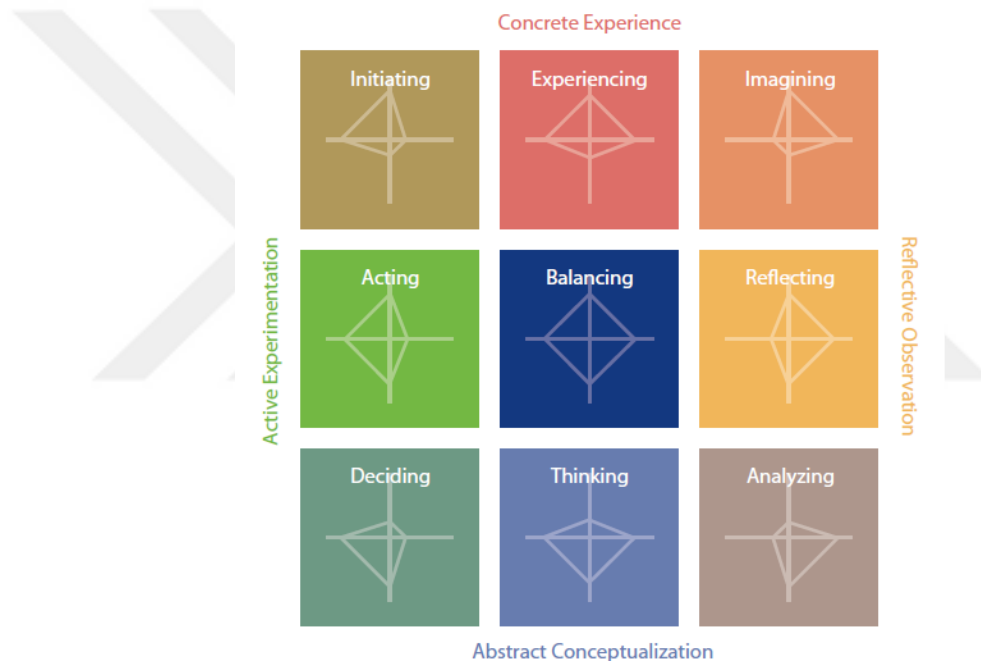 Concrete Experience
Initiating
Experiencing
Imagining
Active Experimentation
Acting
Balancing
Reflecting
Reflective Observation
Deciding
Thinking
Analyzing
Abstract Conceptualization